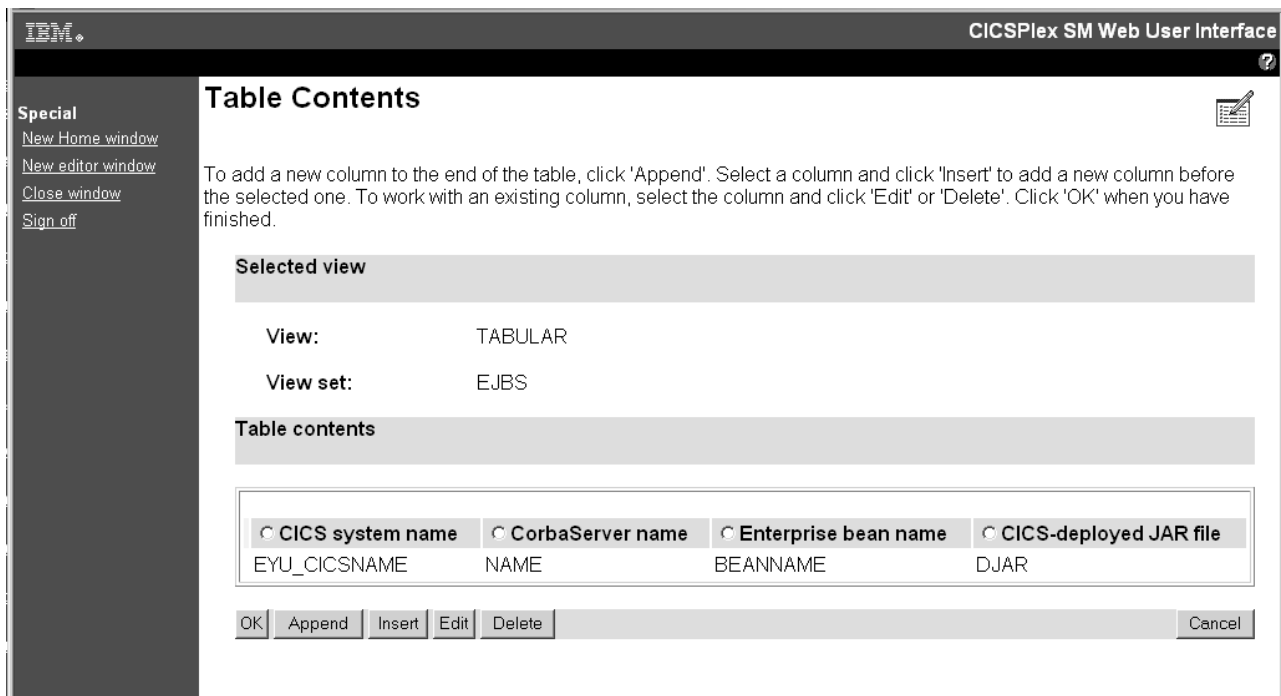 IBM.
CICSPlex SM Web User Interface
?
Special
New Home window
New editor window
Close window
Sign off
Table Contents
To add a new column to the end of the table, click 'Append'. Select a column and click 'Insert' to add a new column before
the selected one. To work with an existing column, select the column and click 'Edit' or 'Delete'. Click 'OK' when you have
finished.
Selected view
View: TABULAR
View set: EJBS
Table contents
CICS system name CorbaServer name Enterprise bean name CICS-deployed JAR file
EYU_CICSNAME NAME BEANNAME DJAR
OK Append Insert Edit Delete Cancel